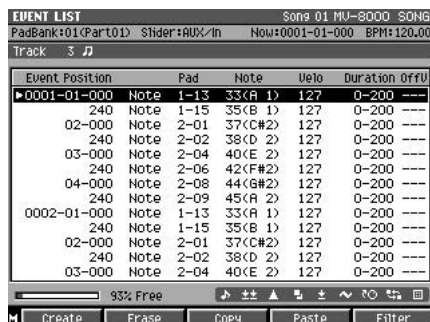 EVENT LIST Song 01 MV-8000 SONG
PadBank:01(Part01) Slider:AUX/In Now:0001-01-000 BPM:120.00
Track 3
Event Position Pad Note Velo Duration OffV
0001-01-000 Note 1-13 33(A 1) 127 0-200 ---
240 Note 1-15 35(B 1) 127 0-200 ---
02-000 Note 2-01 37(C#2) 127 0-200 ---
240 Note 2-02 38(D 2) 127 0-200 ---
03-000 Note 2-04 40(E 2) 127 0-200 ---
240 Note 2-06 42(F#2) 127 0-200 ---
04-000 Note 2-08 44(G#2) 127 0-200 ---
240 Note 2-09 45(A 2) 127 0-200 ---
0002-01-000 Note 1-13 33(A 1) 127 0-200 ---
240 Note 1-15 35(B 1) 127 0-200 ---
02-000 Note 2-01 37(C#2) 127 0-200 ---
240 Note 2-02 38(D 2) 127 0-200 ---
03-000 Note 2-04 40(E 2) 127 0-200 ---
93% Free
M Create Erase Copy Paste Filter